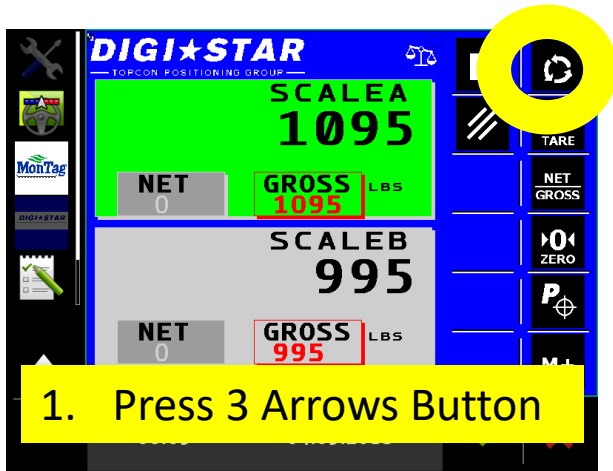 DIGI★STAR
TOPCON POSITIONING GROUP
SCALEA
1095
TARE
MonTag
NET
0
GROSS
1095
LBS
NET
GROSS
DIGI★STAR
SCALEB
995
0
ZERO
P
NET
0
GROSS
995
LBS
1. Press 3 Arrows Button